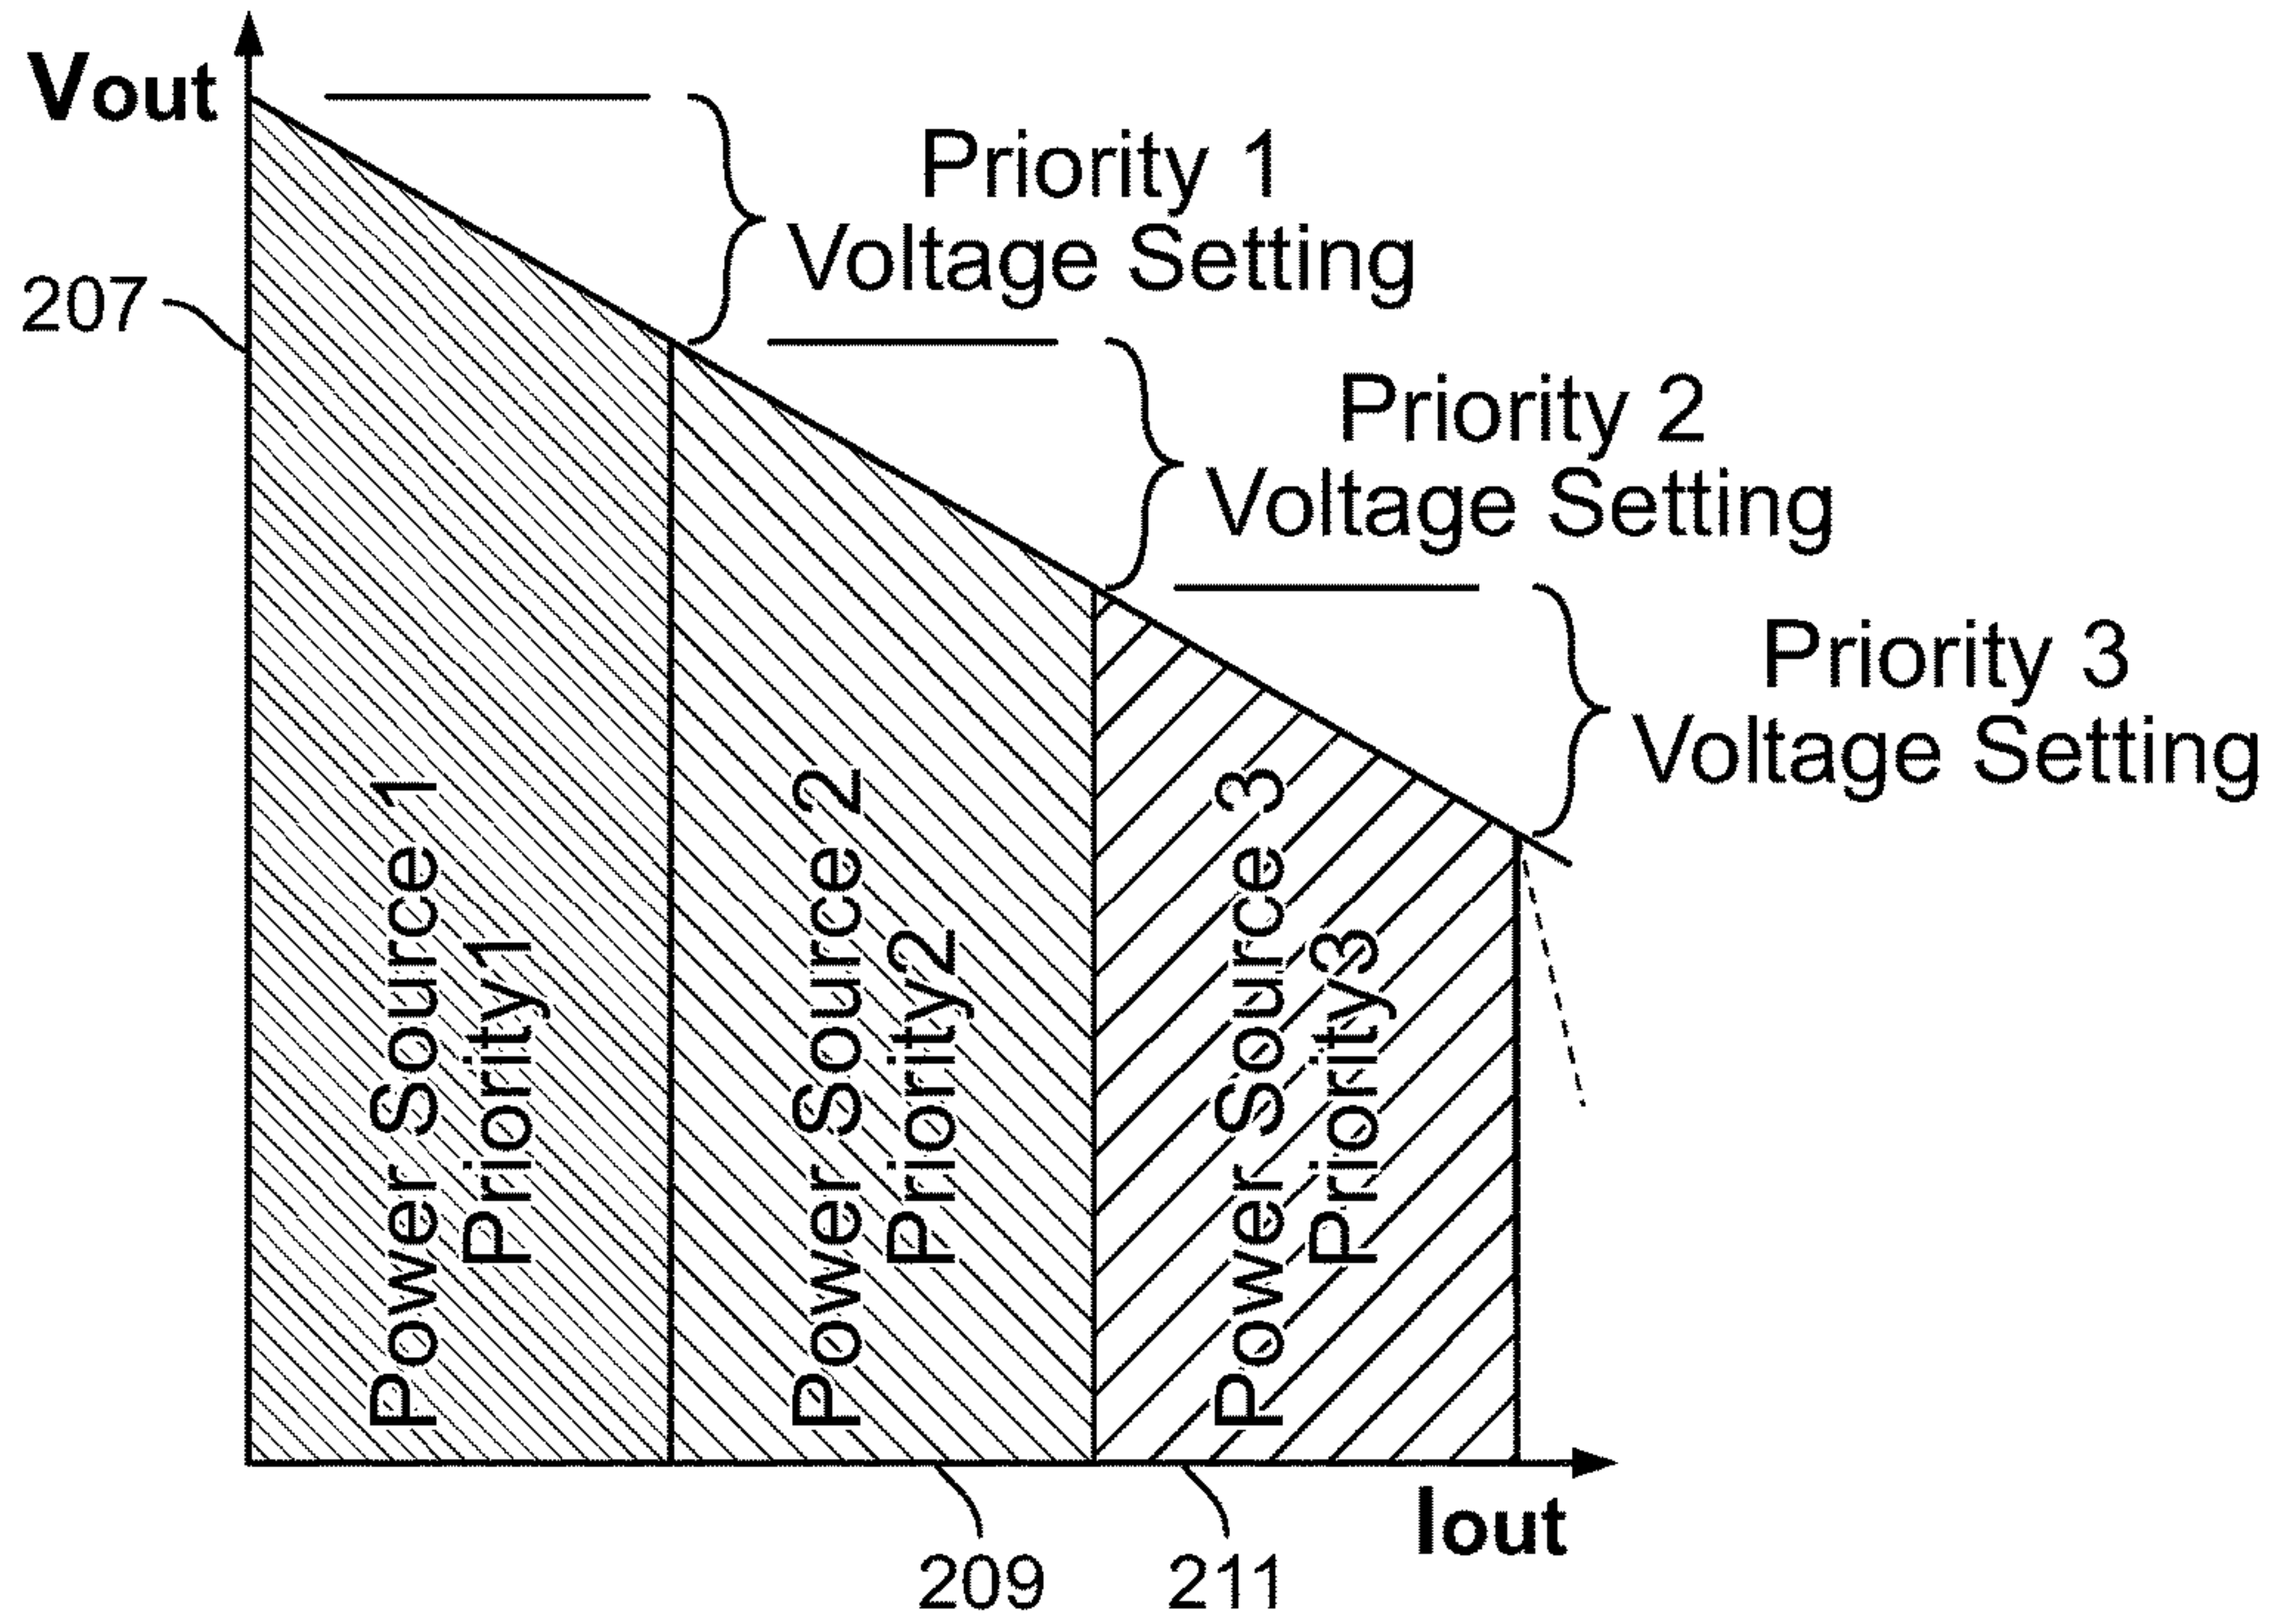 Vout
Priority 1
Voltage Setting
207
Priority 2
Voltage Setting
Priority 3
Voltage Setting
Power Source 1
Priority1
Power Source 2
Priority2
Power Source 3
Priority3
Iout
209
211